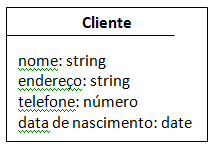 Cliente
nome: string
endereço: string
telefone: número
data de nascimento: date